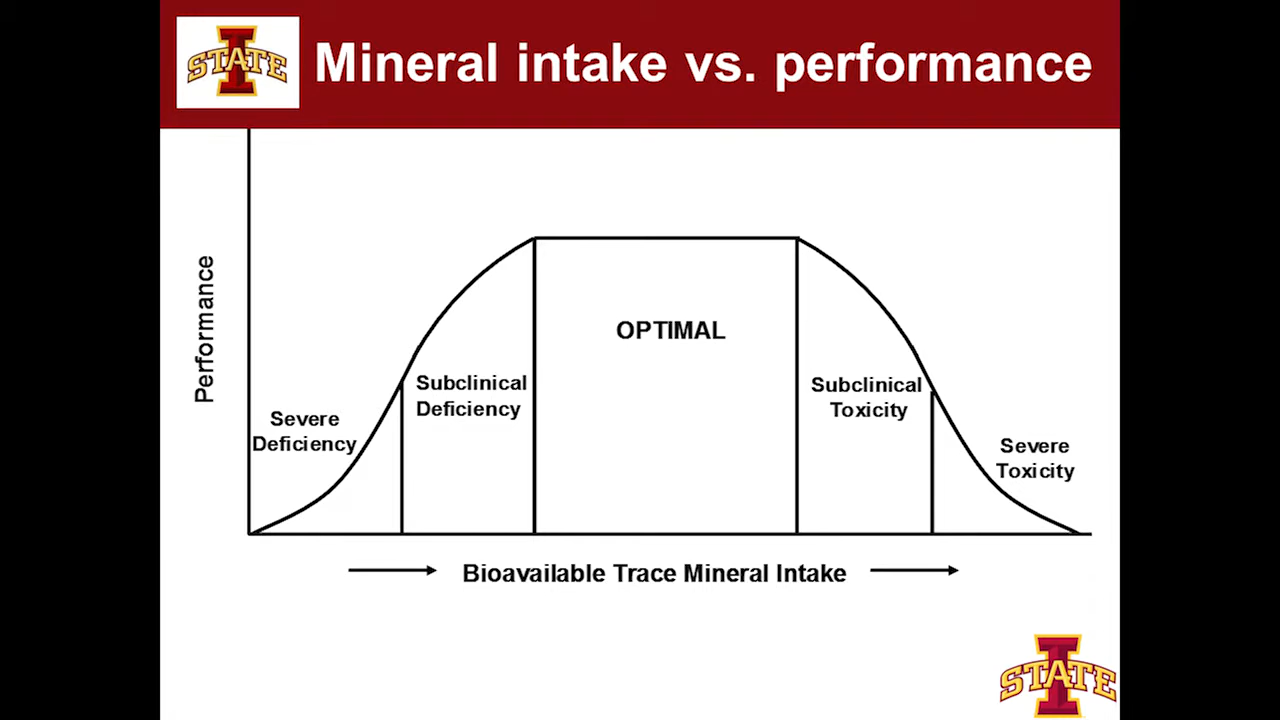 STATE
Mineral intake vs. performance
Performance
OPTIMAL
Subclinical
Deficiency
Subclinical
Toxicity
Severe
Deficiency
Severe
Toxicity
Bioavailable Trace Mineral Intake
STATE